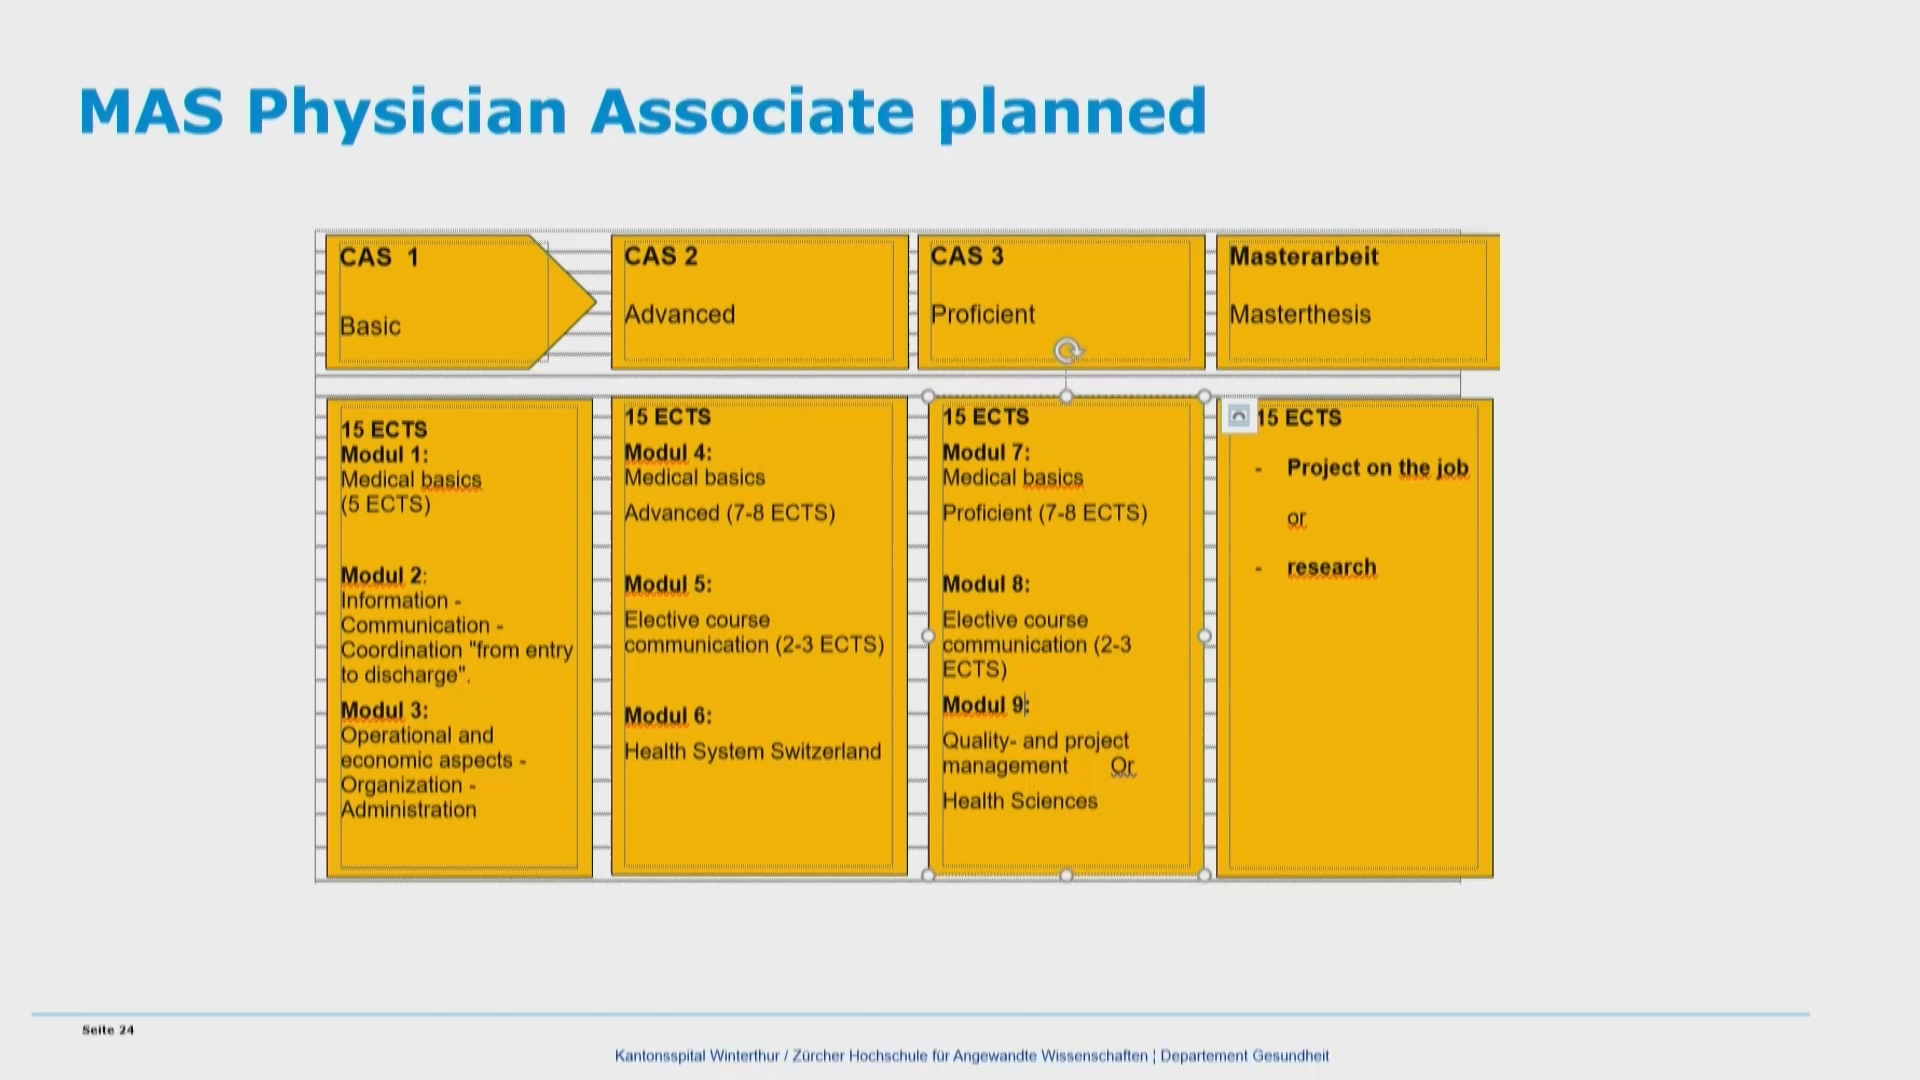 MAS Physician Associate planned
CAS 1
Basic
CAS 2
Advanced
CAS 3
Proficient
Masterarbeit
Masterthesis
15 ECTS
Modul 1:
Medical basics
(5 ECTS)
Modul 2:
Information -
Communication -
Coordination "from entry
to discharge".
Modul 3:
Operational and
economic aspects -
Organization -
Administration
15 ECTS
Modul 4:
Medical basics
Advanced (7-8 ECTS)
Modul 5:
Elective course
communication (2-3 ECTS)
Modul 6:
Health System Switzerland
15 ECTS
Modul 7:
Medical basics
Proficient (7-8 ECTS)
Modul 8:
Elective course
communication (2-3
ECTS)
Modul 9:
Quality- and project
management Or
Health Sciences
15 ECTS
- Project on the job
or
- research
Seite 24
Kantonsspital Winterthur / Zürcher Hochschule für Angewandte Wissenschaften ¦ Departement Gesundheit